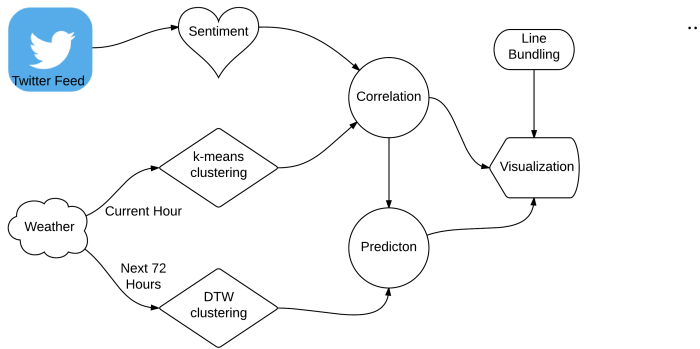 Twitter Feed
Sentiment
Line
Bundling
..
Correlation
k-means
clustering
Visualization
Weather
Current Hour
Next 72
Hours
Predicton
DTW
clustering